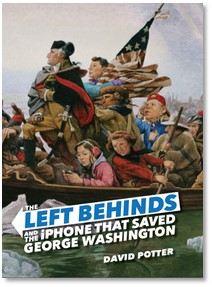 THE
LEFT BEHINDS
AND THE iPHONE THAT SAVED
GEORGE WASHINGTON
DAVID POTTER